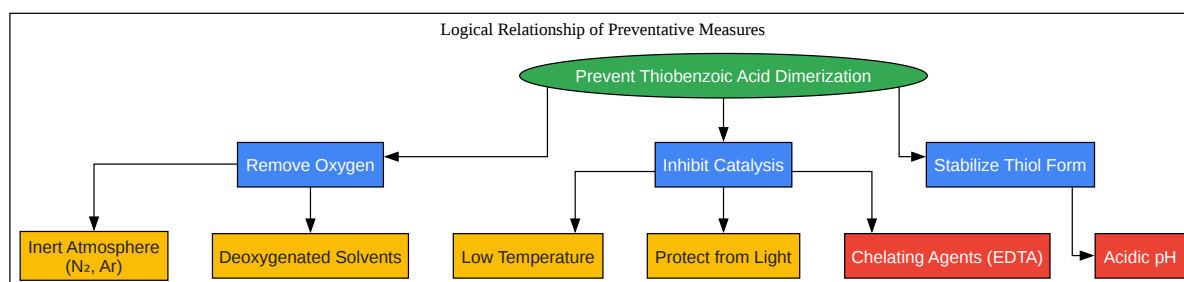 Logical Relationship of Preventative Measures
Prevent Thiobenzoic Acid Dimerization
Remove Oxygen
Inhibit Catalysis
Stabilize Thiol Form
Inert Atmosphere
(N₂, Ar)
Deoxygenated Solvents
Low Temperature
Protect from Light
Chelating Agents (EDTA)
Acidic pH